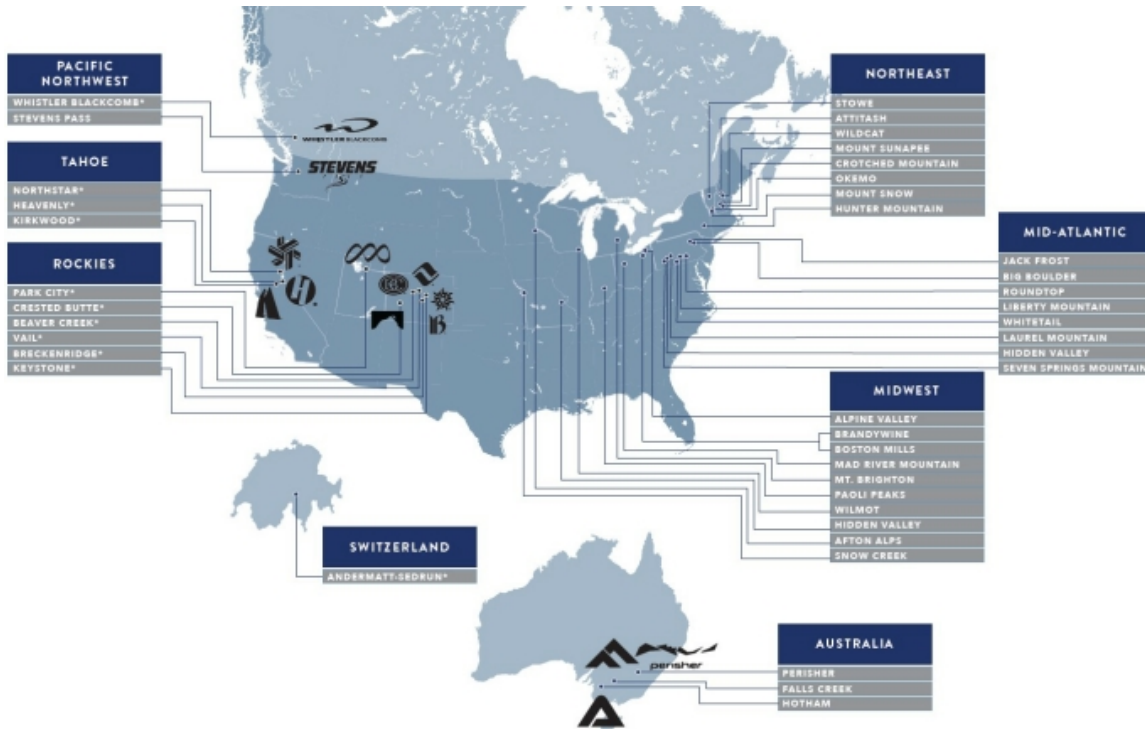 PACIFIC
NORTHWEST
WHISTLER BLACKCOMB*
STEVENS PASS
TAHOE
NORTHSTAR*
HEAVENLY*
KIRKWOOD*
ROCKIES
PARK CITY*
CRESTED BUTTE*
BEAVER CREEK*
VAIL*
BRECKENRIDGE*
KEYSTONE*
WHISTLER BLACKCOMB
STEVENS
NORTHEAST
STOWE
ATTITASH
WILDCAT
MOUNT SUNAPEE
CROTCHED MOUNTAIN
OKEMO
MOUNT SNOW
HUNTER MOUNTAIN
MID-ATLANTIC
JACK FROST
BIG BOULDER
ROUNDTOP
LIBERTY MOUNTAIN
WHITETAIL
LAUREL MOUNTAIN
HIDDEN VALLEY
SEVEN SPRINGS MOUNTAIN
MIDWEST
ALPINE VALLEY
BRANDYWINE
BOSTON MILLS
MAD RIVER MOUNTAIN
MT. BRIGHTON
PAOLI PEAKS
WILMOT
HIDDEN VALLEY
AFTON ALPS
SNOW CREEK
SWITZERLAND
ANDERMATT-SEDRUN*
perisher
AUSTRALIA
PERISHER
FALLS CREEK
HOTHAM